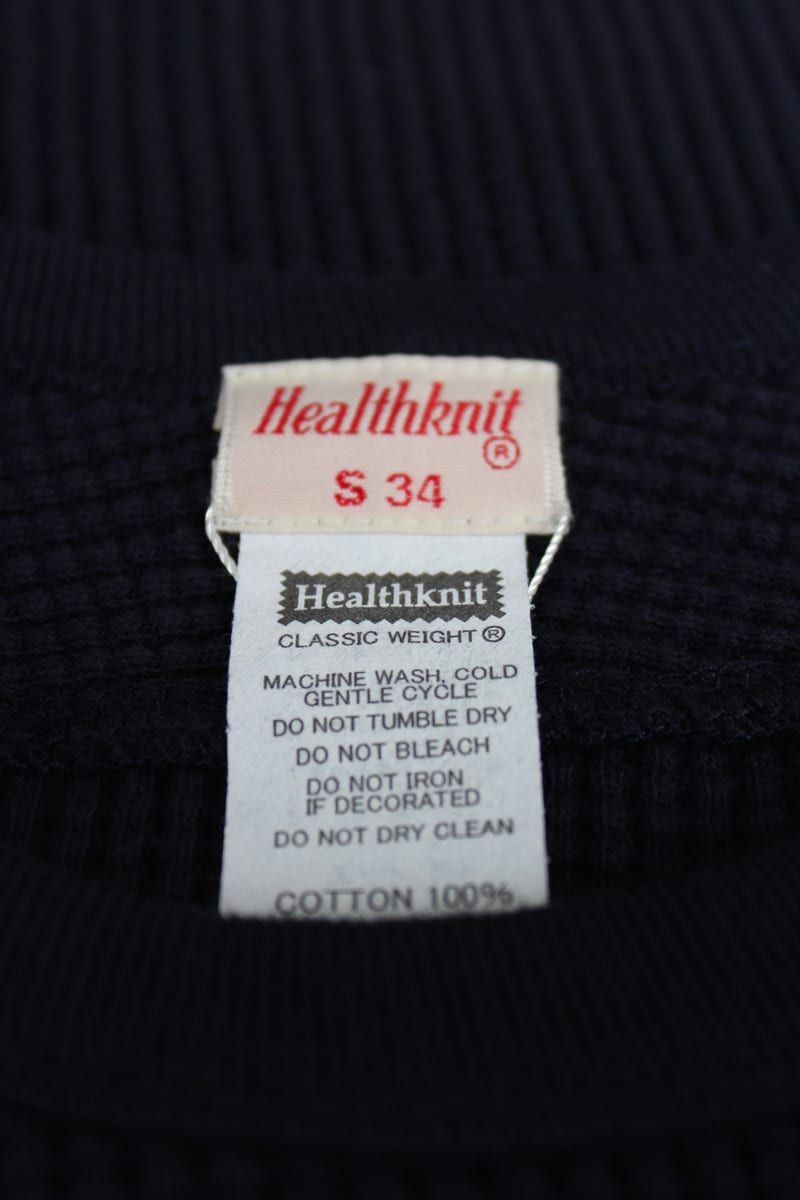 Healthknit
®
S 34
Healthknit
CLASSIC WEIGHT ®
MACHINE WASH, COLD
GENTLE CYCLE
DO NOT TUMBLE DRY
DO NOT BLEACH
DO NOT IRON
IF DECORATED
DO NOT DRY CLEAN
COTTON 100%